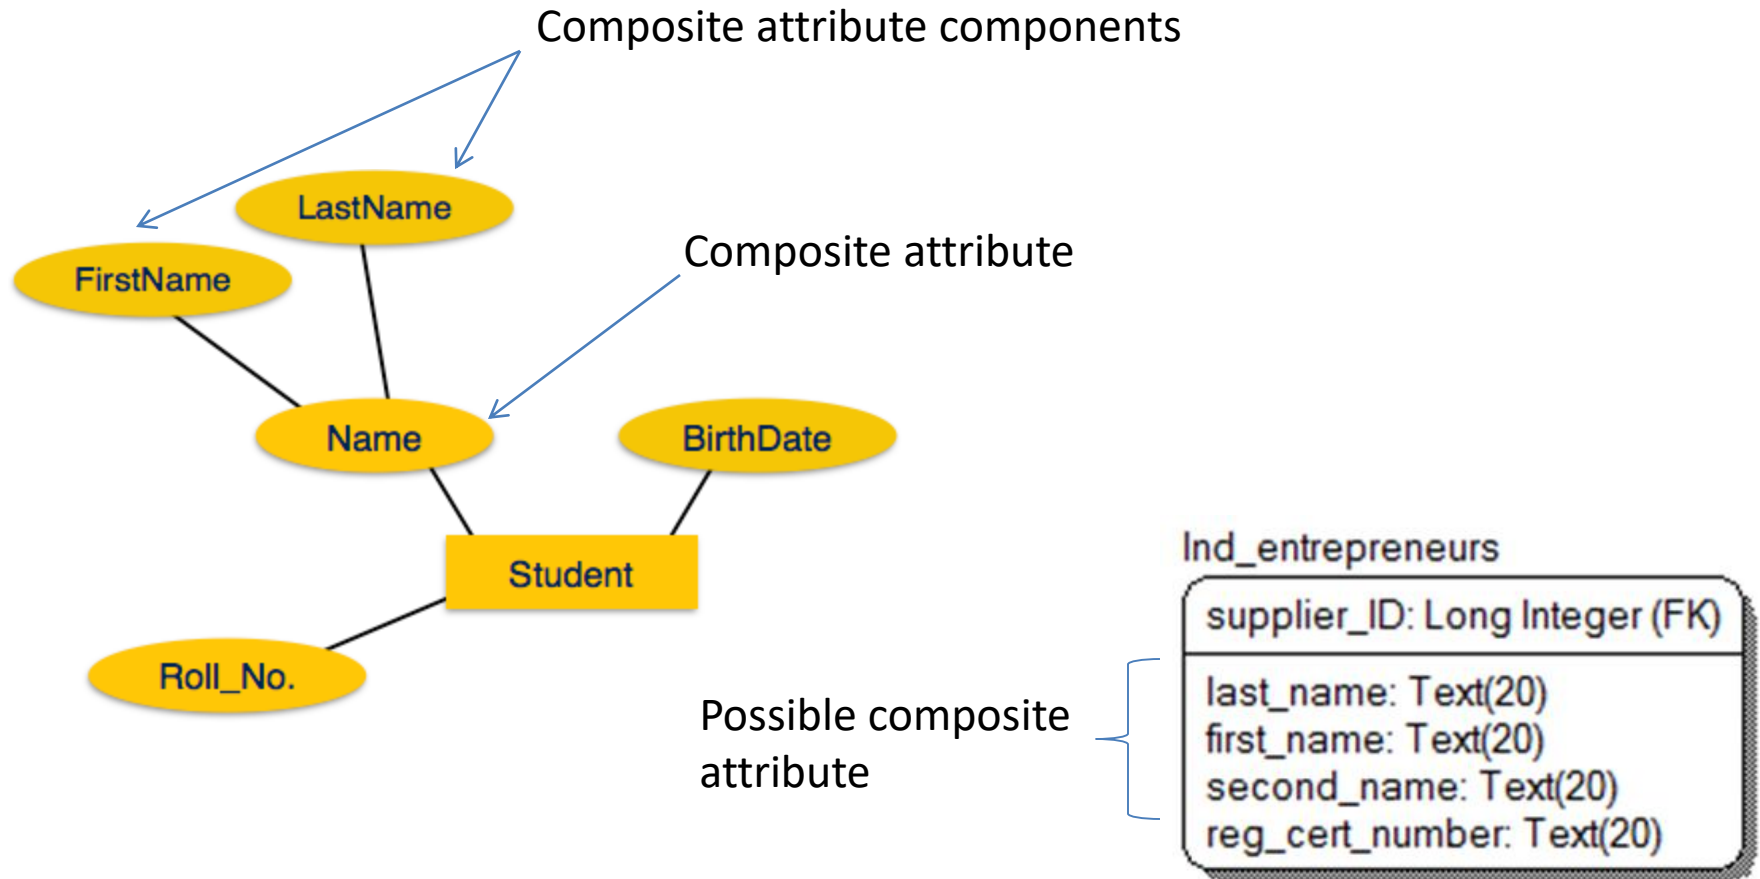 Composite attribute components
LastName
FirstName
Composite attribute
Name
BirthDate
Student
Roll_No.
Possible composite
attribute
Ind_entrepreneurs
supplier_ID: Long Integer (FK)
last_name: Text(20)
first_name: Text(20)
second_name: Text(20)
reg_cert_number: Text(20)